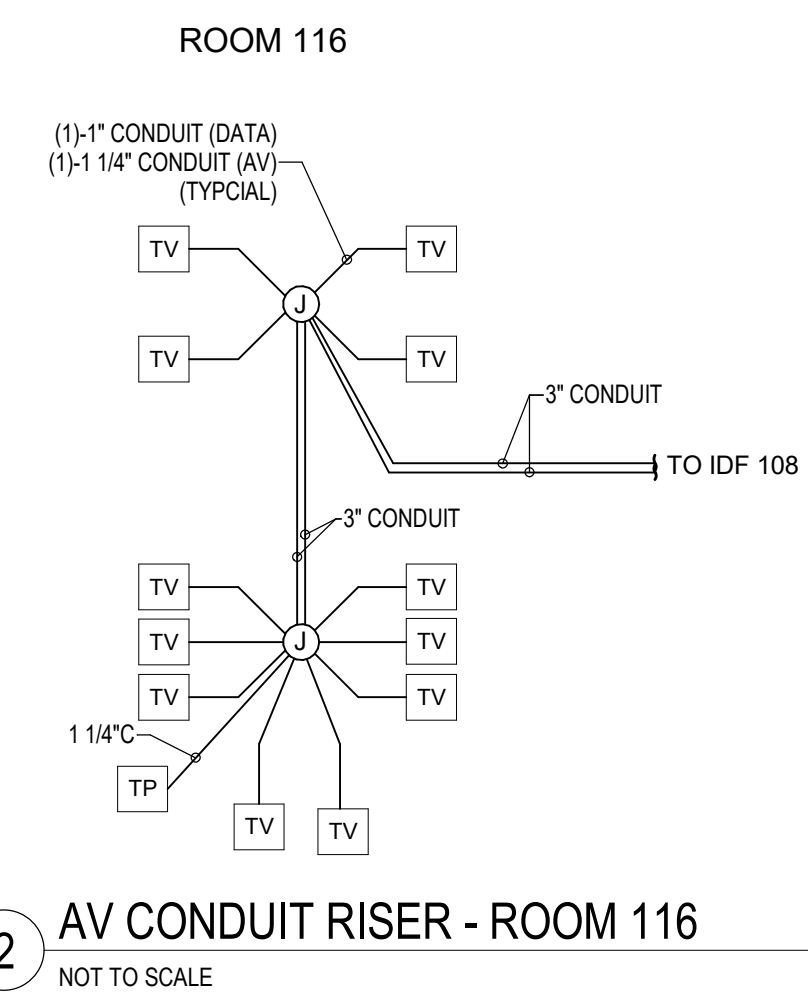 ROOM 116
(1)-1" CONDUIT (DATA)
(1)-1 1/4" CONDUIT (AV)
(TYPCIAL)
TV
TV
J
TV
TV
3" CONDUIT
TO IDF 108
3" CONDUIT
TV
TV
TV
J
TV
TV
TV
1 1/4"C
TP
TV
TV
2
AV CONDUIT RISER - ROOM 116
NOT TO SCALE